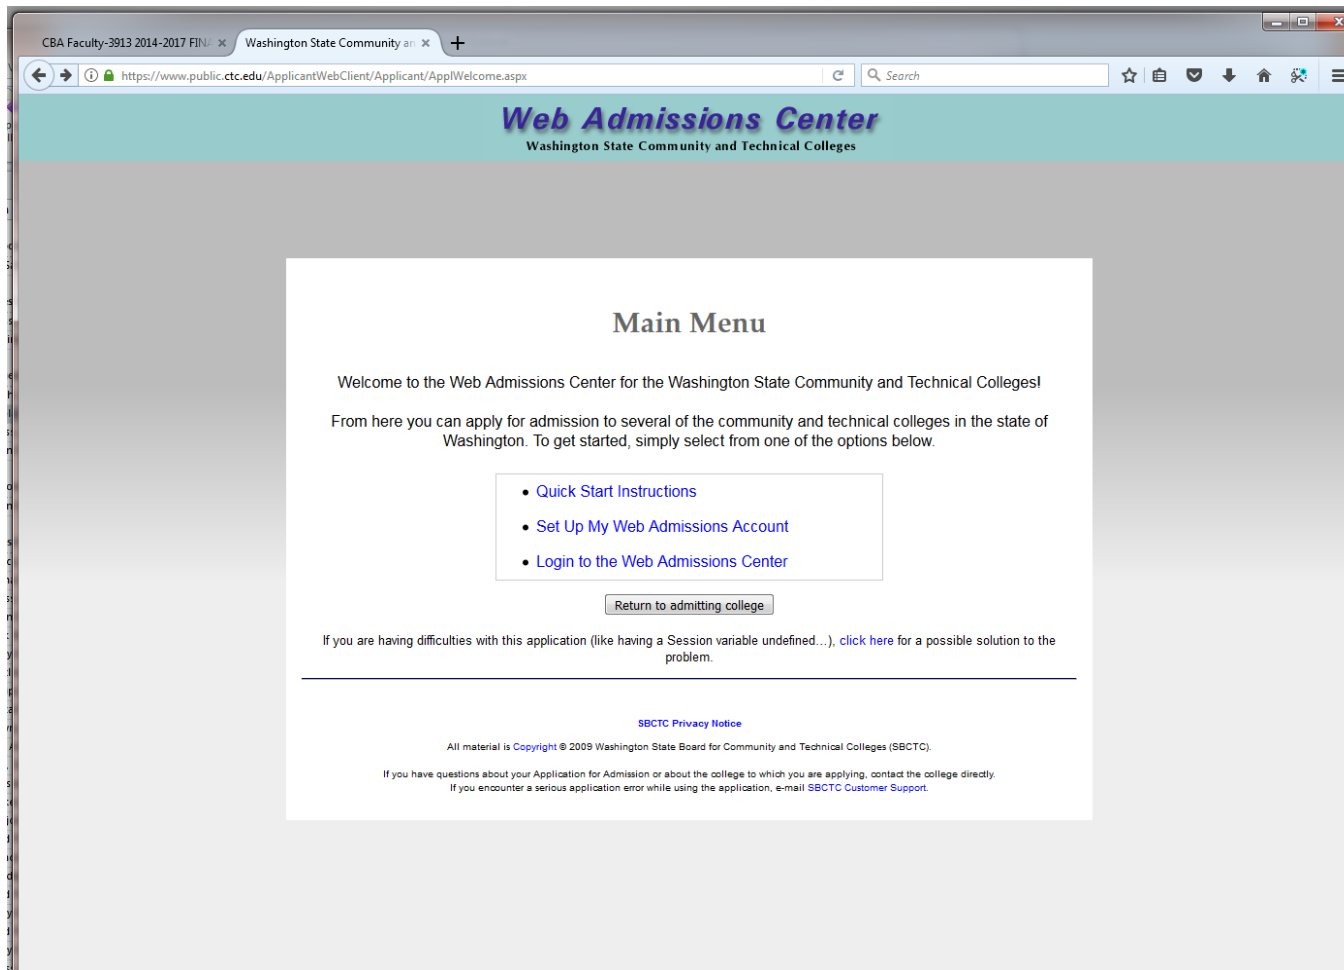 CBA Faculty-3913 2014-2017 FINA
Washington State Community an
https://www.public.ctc.edu/ApplicantWebClient/Applicant/ApplWelcome.aspx
Search
Web Admissions Center
Washington State Community and Technical Colleges
Main Menu
Welcome to the Web Admissions Center for the Washington State Community and Technical Colleges!
From here you can apply for admission to several of the community and technical colleges in the state of
Washington. To get started, simply select from one of the options below.
• Quick Start Instructions
• Set Up My Web Admissions Account
• Login to the Web Admissions Center
Return to admitting college
If you are having difficulties with this application (like having a Session variable undefined...), click here for a possible solution to the
problem.
SBCTC Privacy Notice
All material is Copyright © 2009 Washington State Board for Community and Technical Colleges (SBCTC).
If you have questions about your Application for Admission or about the college to which you are applying, contact the college directly.
If you encounter a serious application error while using the application, e-mail SBCTC Customer Support.